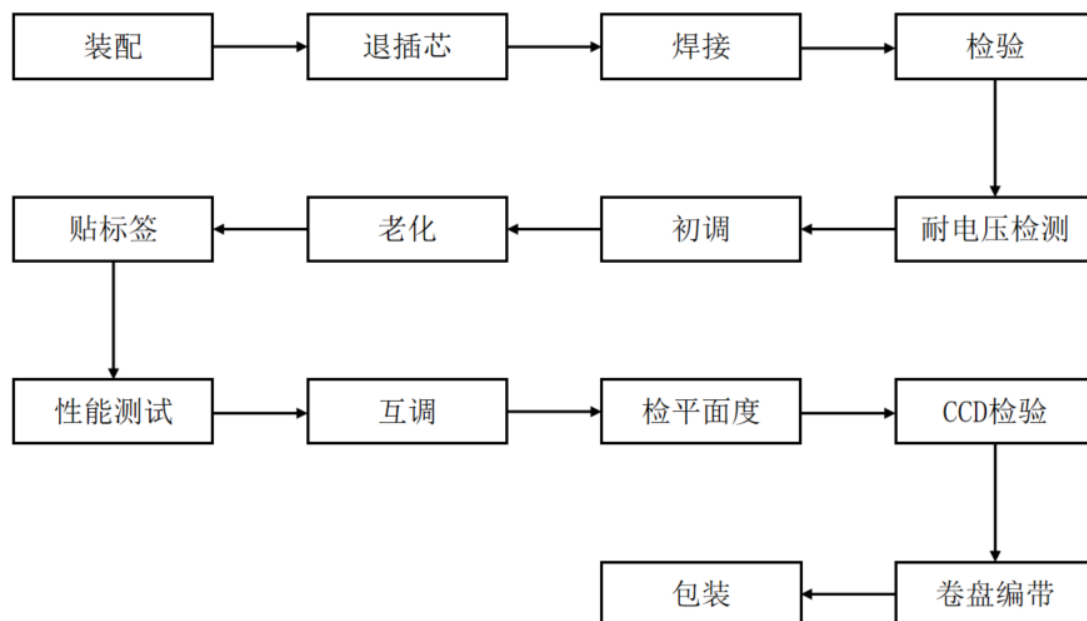 装配
退插芯
焊接
检验
贴标签
老化
初调
耐电压检测
性能测试
互调
检平面度
CCD检验
包装
卷盘编带